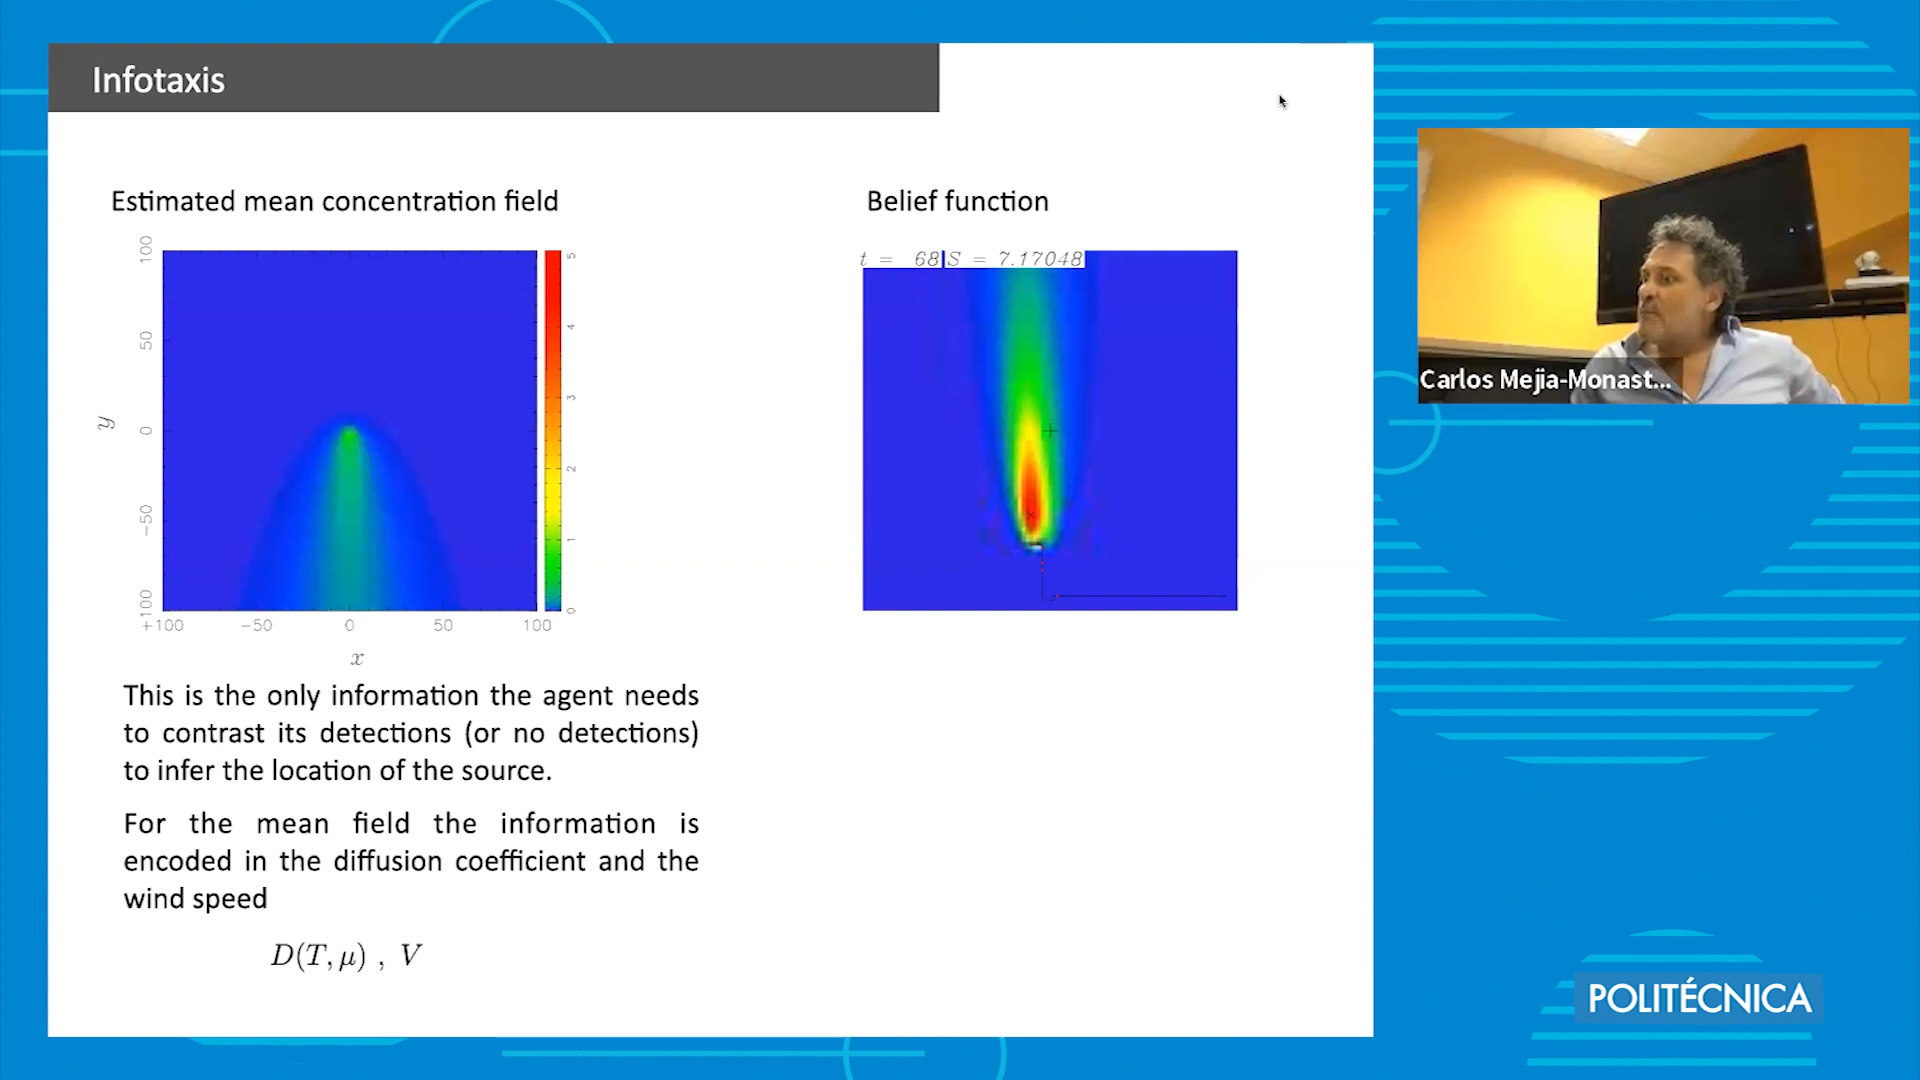 Infotaxis
Estimated mean concentration field
Belief function
100
50
0
−50
−100
y
+100
−50
0
50
100
x
5
4
3
2
1
0
t = 68 S = 7.17048
This is the only information the agent needs
to contrast its detections (or no detections)
to infer the location of the source.
For the mean field the information is
encoded in the diffusion coefficient and the
wind speed
D(T, μ) , V
Carlos Mejia-Monast...
POLITÉCNICA